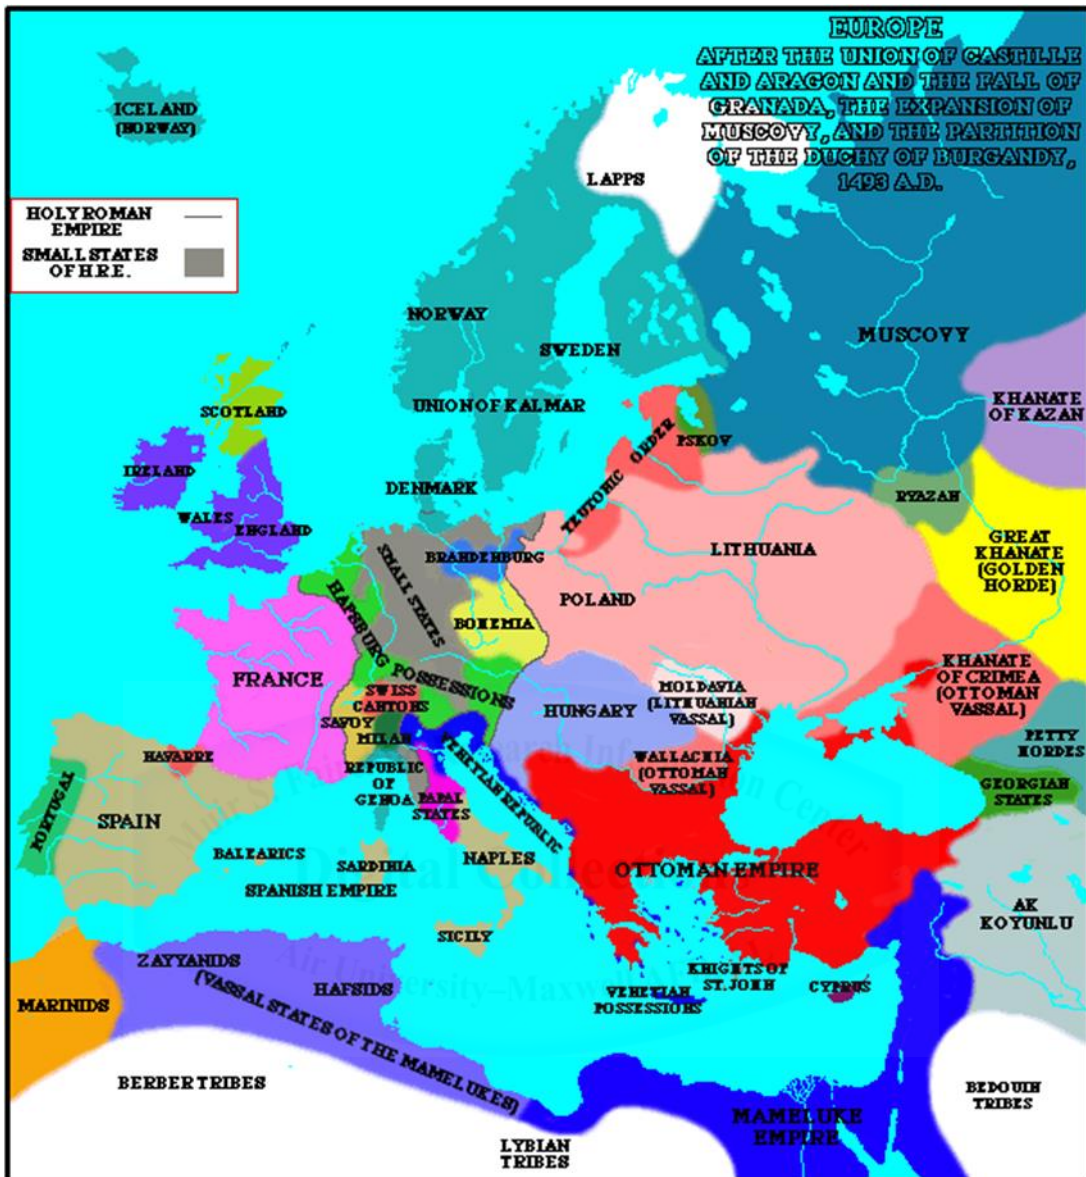 EUROPE
AFTER THE UNION OF CASTILLE
AND ARAGON AND THE FALL OF
GRANADA, THE EXPANSION OF
MUSCOVY, AND THE PARTITION
OF THE DUCHY OF BURGANDY,
1493 A.D.
ICELAND
(NORWAY)
HOLY ROMAN
EMPIRE
SMALL STATES
OF H.R.E.
LAPPS
NORWAY
SWEDEN
MUSCOVY
UNION OF KALMAR
KHANATE
OF KAZAN
SCOTLAND
PSKOV
TEUTONIC ORDER
IRELAND
DENMARK
RYAZAN
WALES
ENGLAND
SMALL STATES
BRANDENBURG
LITHUANIA
GREAT
KHANATE
(GOLDEN
HORDE)
POLAND
HAPSBURG POSSESSIONS
BOHEMIA
FRANCE
SWISS
CANTONS
HUNGARY
MOLDAVIA
(LITHUANIAN
VASSAL)
KHANATE
OF CRIMEA
(OTTOMAN
VASSAL)
SAVOY
MILAN
VENETIAN REPUBLIC
NAVARRE
WALLACHIA
(OTTOMAN
VASSAL)
PETTY
HORDES
REPUBLIC
OF
GENOA
PAPAL
STATES
GEORGIAN
STATES
PORTUGAL
SPAIN
BALEARICS
SARDINIA
NAPLES
OTTOMAN EMPIRE
SPANISH EMPIRE
AK
KOYUNLU
SICILY
ZAYYANIDS
HAFSIDS
(VASSAL STATES OF THE MAMELUKES)
KNIGHTS OF
ST. JOHN
CYPRUS
VENETIAN
POSSESSIONS
MARINIDS
BERBER TRIBES
BEDOUIN
TRIBES
MAMELUKE
EMPIRE
LYBIAN
TRIBES
Digital Collections